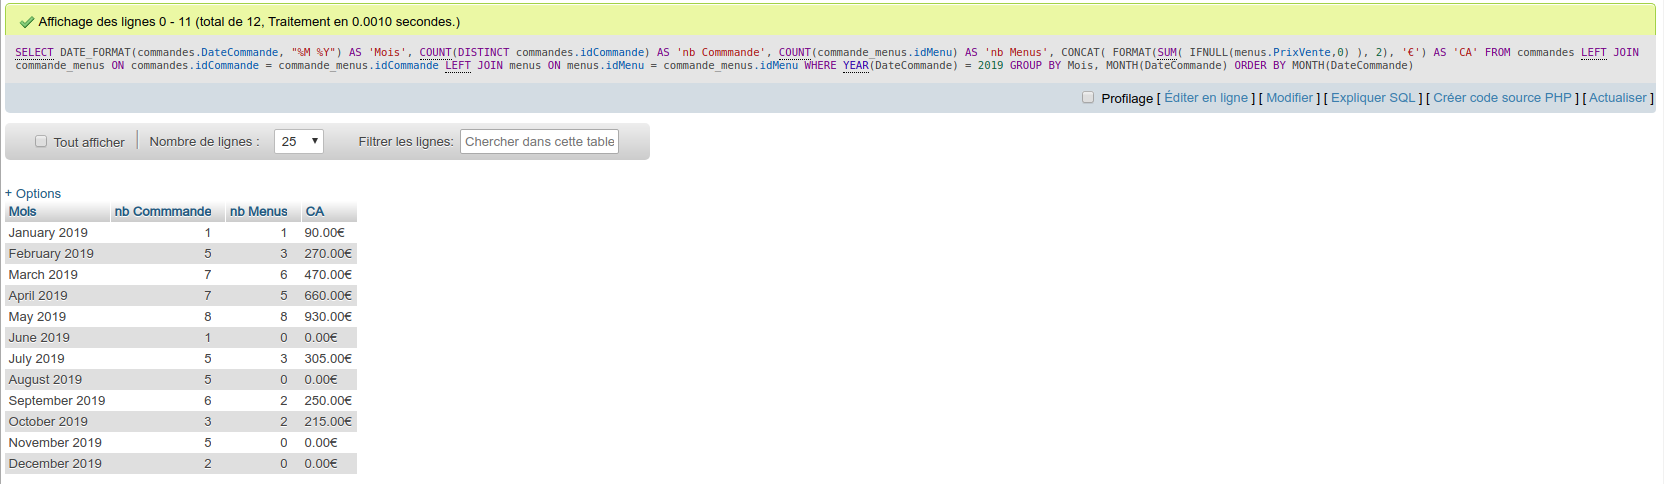 Affichage des lignes 0 - 11 (total de 12, Traitement en 0.0010 secondes.)
SELECT DATE_FORMAT(commandes.DateCommande, "%M %Y") AS 'Mois', COUNT(DISTINCT commandes.idCommande) AS 'nb Commmande', COUNT(commande_menus.idMenu) AS 'nb Menus', CONCAT( FORMAT(SUM( IFNULL(menus.PrixVente,0) ), 2), '€') AS 'CA' FROM commandes LEFT JOIN
commande_menus ON commandes.idCommande = commande_menus.idCommande LEFT JOIN menus ON menus.idMenu = commande_menus.idMenu WHERE YEAR(DateCommande) = 2019 GROUP BY Mois, MONTH(DateCommande) ORDER BY MONTH(DateCommande)
Profilage [ Éditer en ligne ] [ Modifier ] [ Expliquer SQL ] [ Créer code source PHP ] [ Actualiser ]
Tout afficher Nombre de lignes : 25 Filtrer les lignes: Chercher dans cette table
+ Options
Mois nb Commmande nb Menus CA
January 2019 1 1 90.00€
February 2019 5 3 270.00€
March 2019 7 6 470.00€
April 2019 7 5 660.00€
May 2019 8 8 930.00€
June 2019 1 0 0.00€
July 2019 5 3 305.00€
August 2019 5 0 0.00€
September 2019 6 2 250.00€
October 2019 3 2 215.00€
November 2019 5 0 0.00€
December 2019 2 0 0.00€